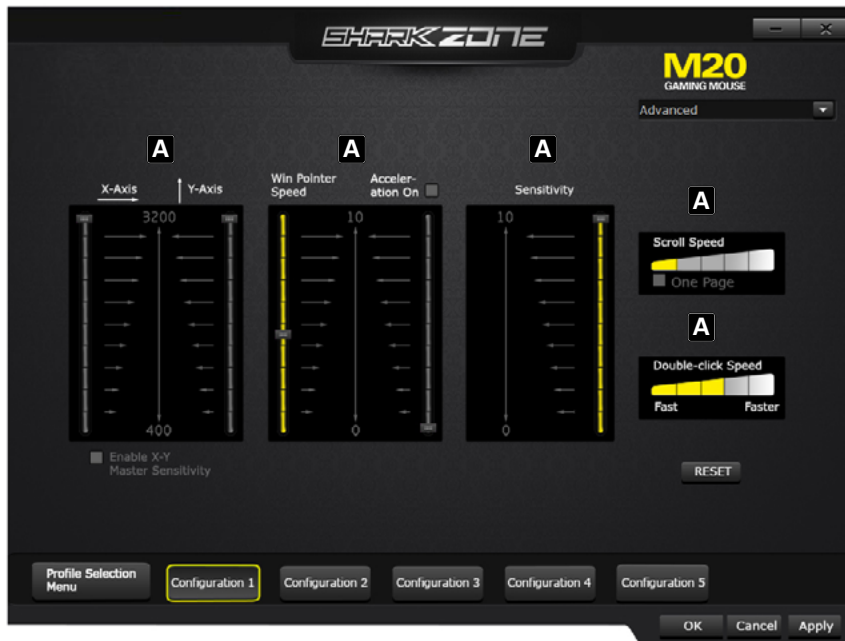 SHARK ZONE
M20
GAMING MOUSE
Advanced
A
A
A
X-Axis
Y-Axis
Win Pointer
Speed
Acceler-
ation On
Sensitivity
3200
10
10
400
0
0
Enable X-Y
Master Sensitivity
A
Scroll Speed
One Page
A
Double-click Speed
Fast Faster
RESET
Profile Selection
Menu
Configuration 1
Configuration 2
Configuration 3
Configuration 4
Configuration 5
OK
Cancel
Apply